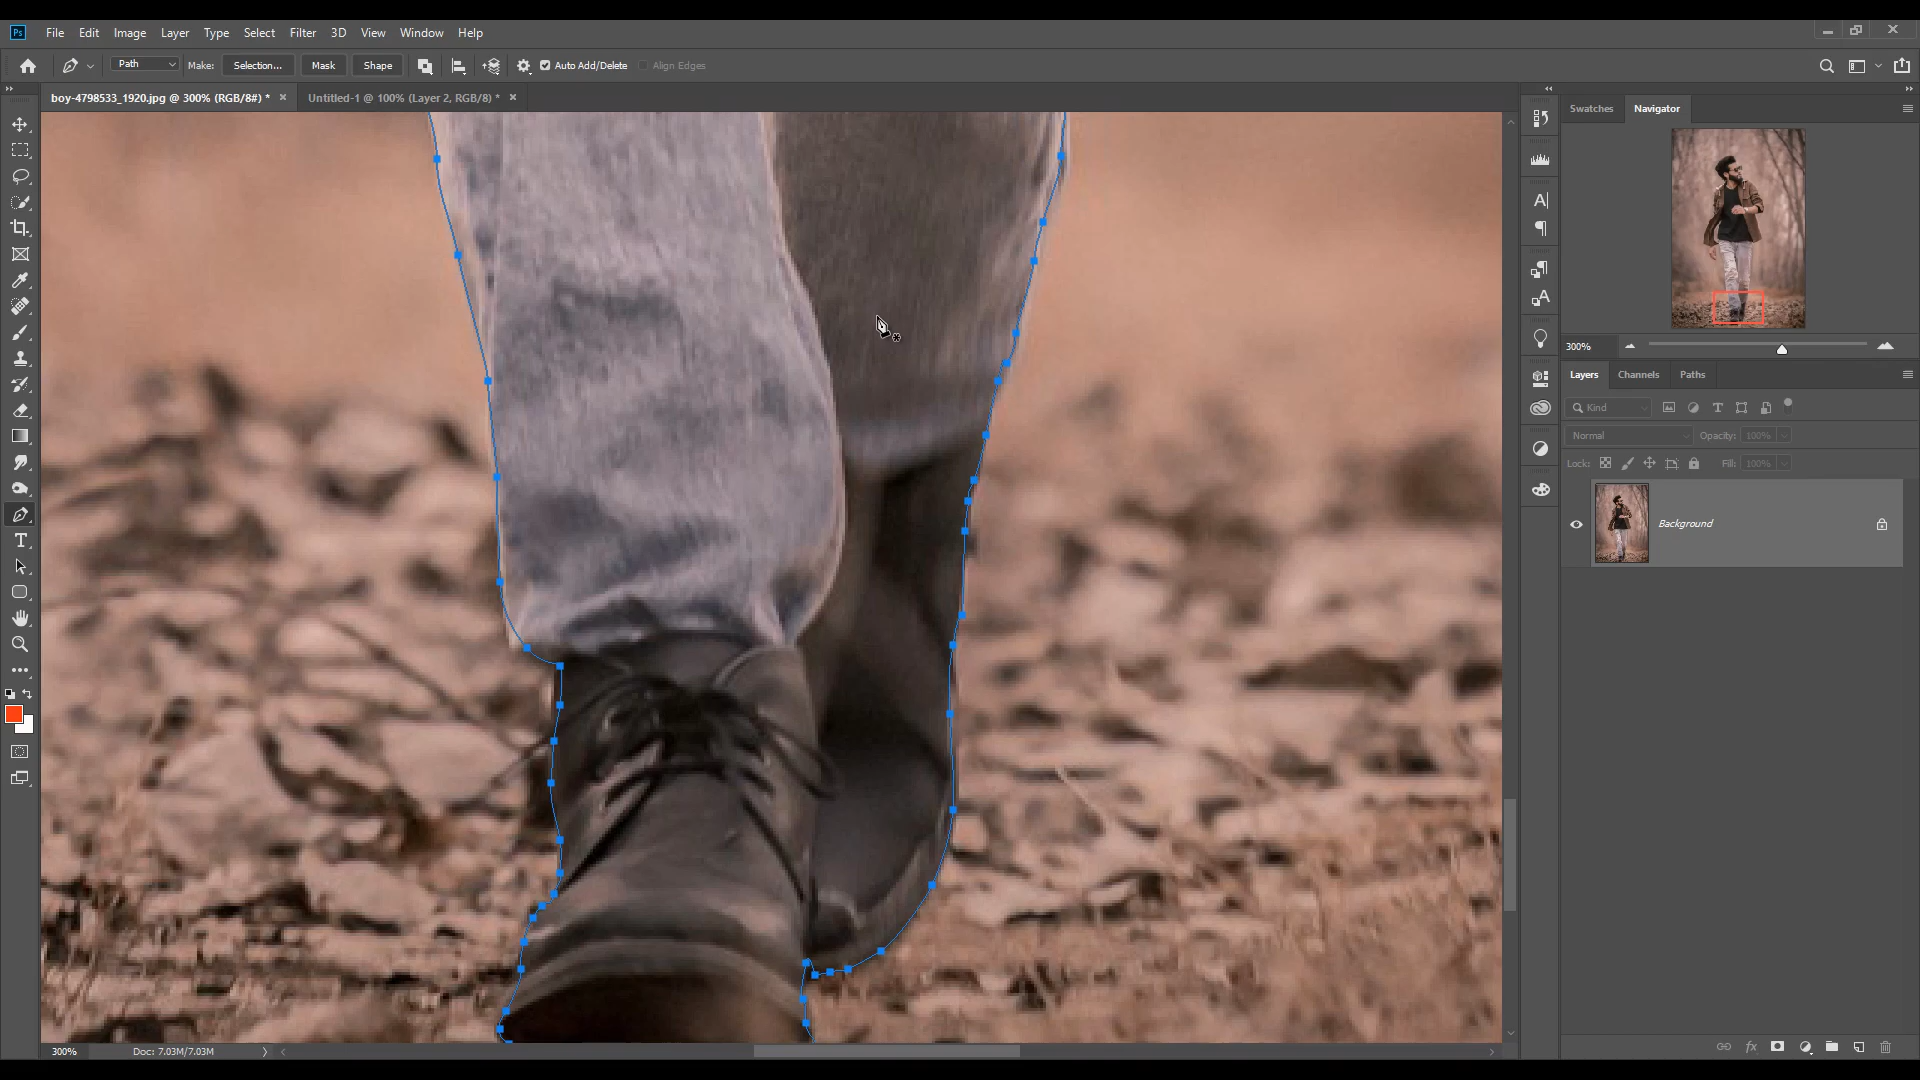 Ps File Edit Image Layer Type Select Filter 3D View Window Help
Path Make: Selection... Mask Shape Auto Add/Delete Align Edges
boy-4798533_1920.jpg @ 300% (RGB/8#) * × Untitled-1 @ 100% (Layer 2, RGB/8) * ×
Swatches Navigator
300%
Layers Channels Paths
Kind
Normal Opacity: 100%
Lock: Fill: 100%
Background
fx
300% Doc: 7.03M/7.03M